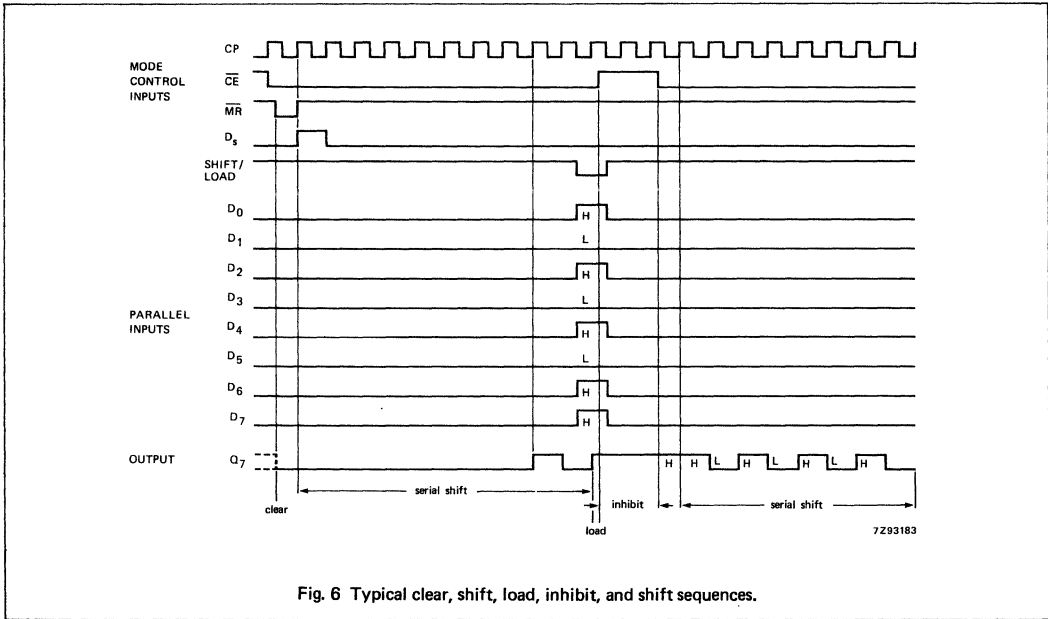 CP
MODE
CONTROL
INPUTS
CE
MR
Ds
SHIFT/
LOAD
D0
H
D1
L
D2
H
D3
L
PARALLEL
INPUTS
D4
H
D5
L
D6
H
D7
H
OUTPUT
Q7
H H L H L H L H
serial shift
inhibit
serial shift
clear
load
7Z93183
Fig. 6 Typical clear, shift, load, inhibit, and shift sequences.